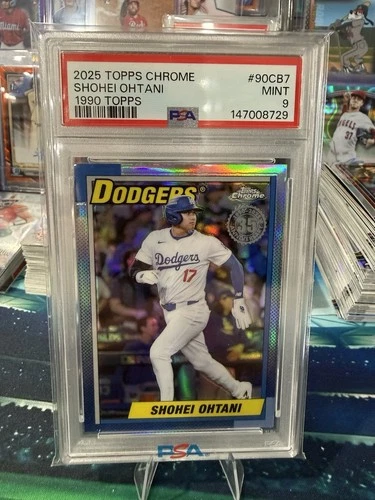 2025 TOPPS CHROME #90CB7
SHOHEI OHTANI MINT
1990 TOPPS 9
PSA 147008729
DODGERS®
Topps Chrome
35
Dodgers
17
SHOHEI OHTANI
PSA